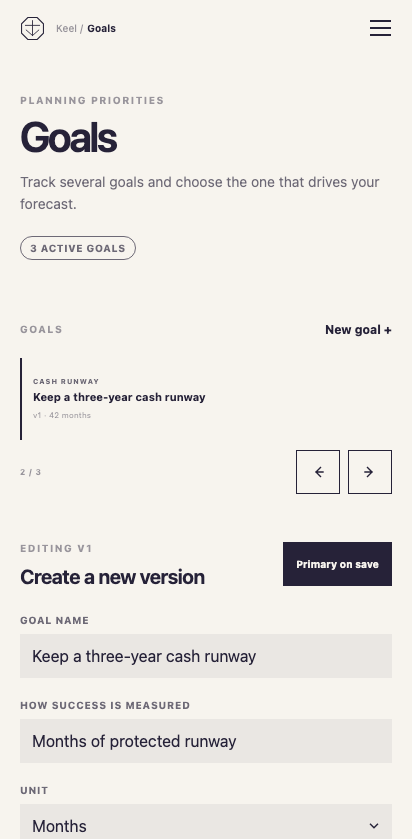 Keel / Goals
PLANNING PRIORITIES
Goals
Track several goals and choose the one that drives your
forecast.
3 ACTIVE GOALS
GOALS
New goal +
CASH RUNWAY
Keep a three-year cash runway
v1 · 42 months
2 / 3
EDITING V1
Create a new version
Primary on save
GOAL NAME
Keep a three-year cash runway
HOW SUCCESS IS MEASURED
Months of protected runway
UNIT
Months